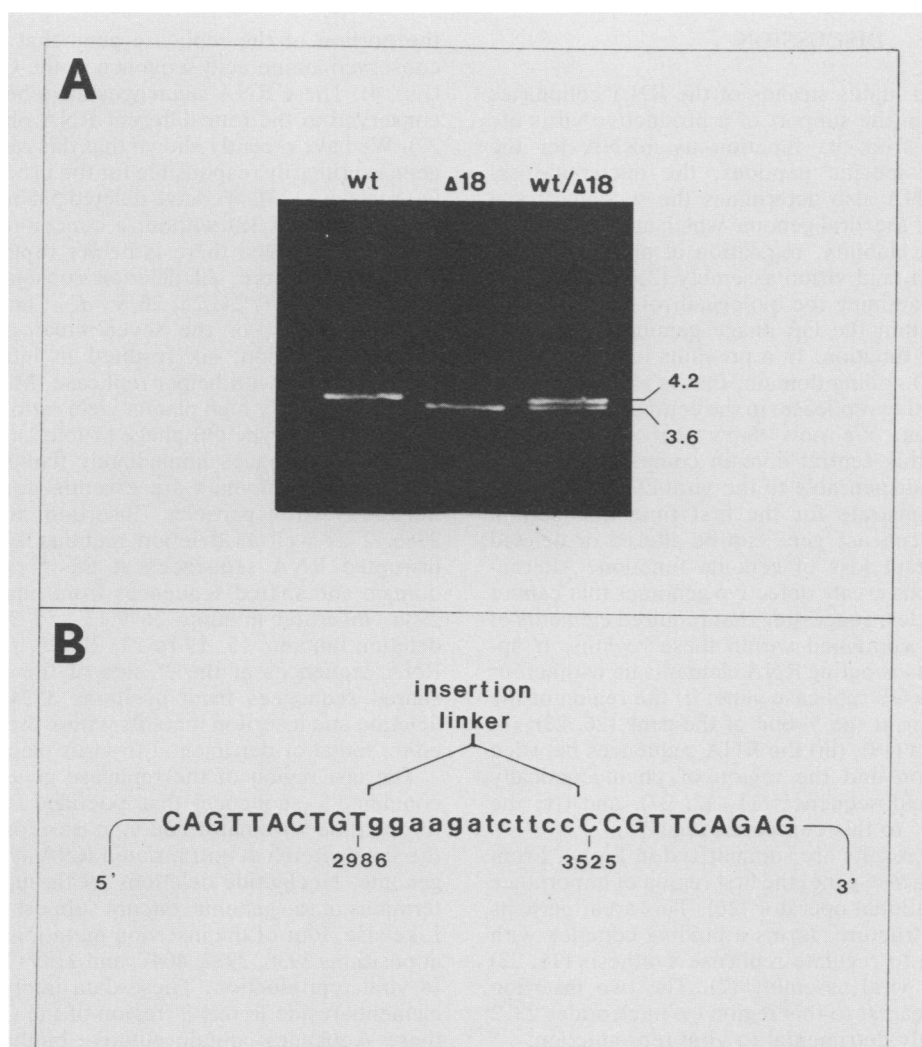 A
wt Δ18 wt/Δ18
4.2
3.6
B
insertion
linker
CAGTTACTGTggaagatcttccCCGTTCAGAG
2986 3525
5' 3'